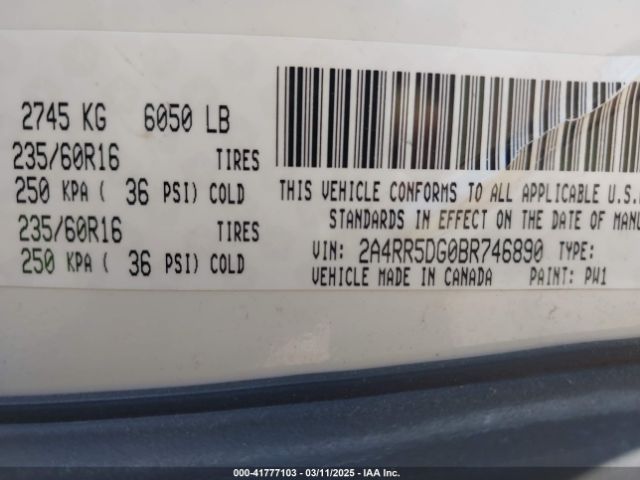 2745 KG 6050 LB
235/60R16 TIRES
250 KPA ( 36 PSI) COLD
235/60R16 TIRES
250 KPA ( 36 PSI) COLD
THIS VEHICLE CONFORMS TO ALL APPLICABLE U.S.
STANDARDS IN EFFECT ON THE DATE OF MANU
VIN: 2A4RR5DG0BR746890 TYPE:
VEHICLE MADE IN CANADA PAINT: PW1
000-41777103 - 03/11/2025 - IAA Inc.